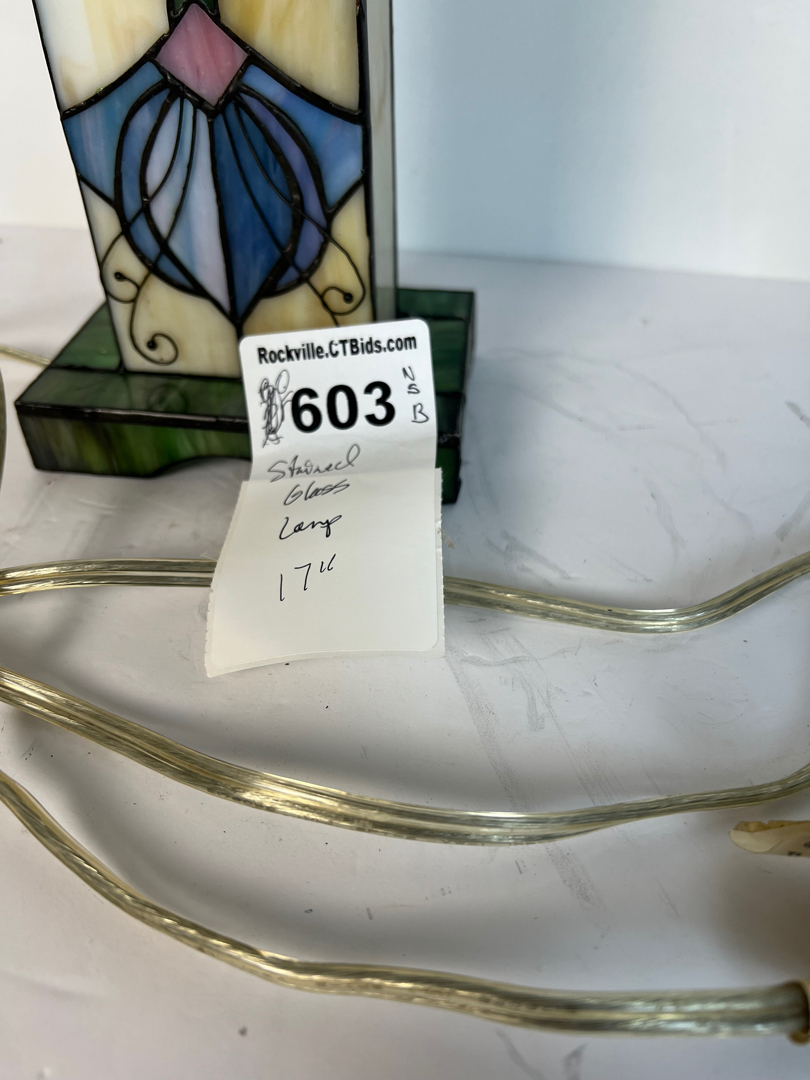 Rockville.CTBids.com
603
N
S
B
Stained
Glass
Lamp
17"